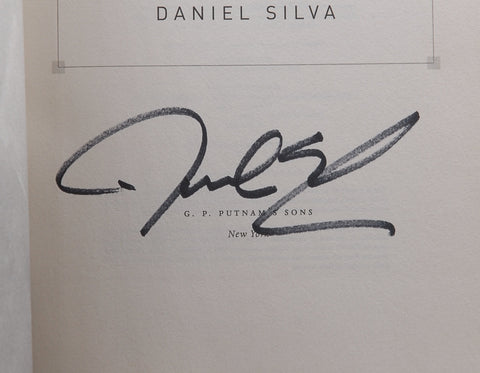 DANIEL SILVA
G. P. PUTNAM'S SONS
New York